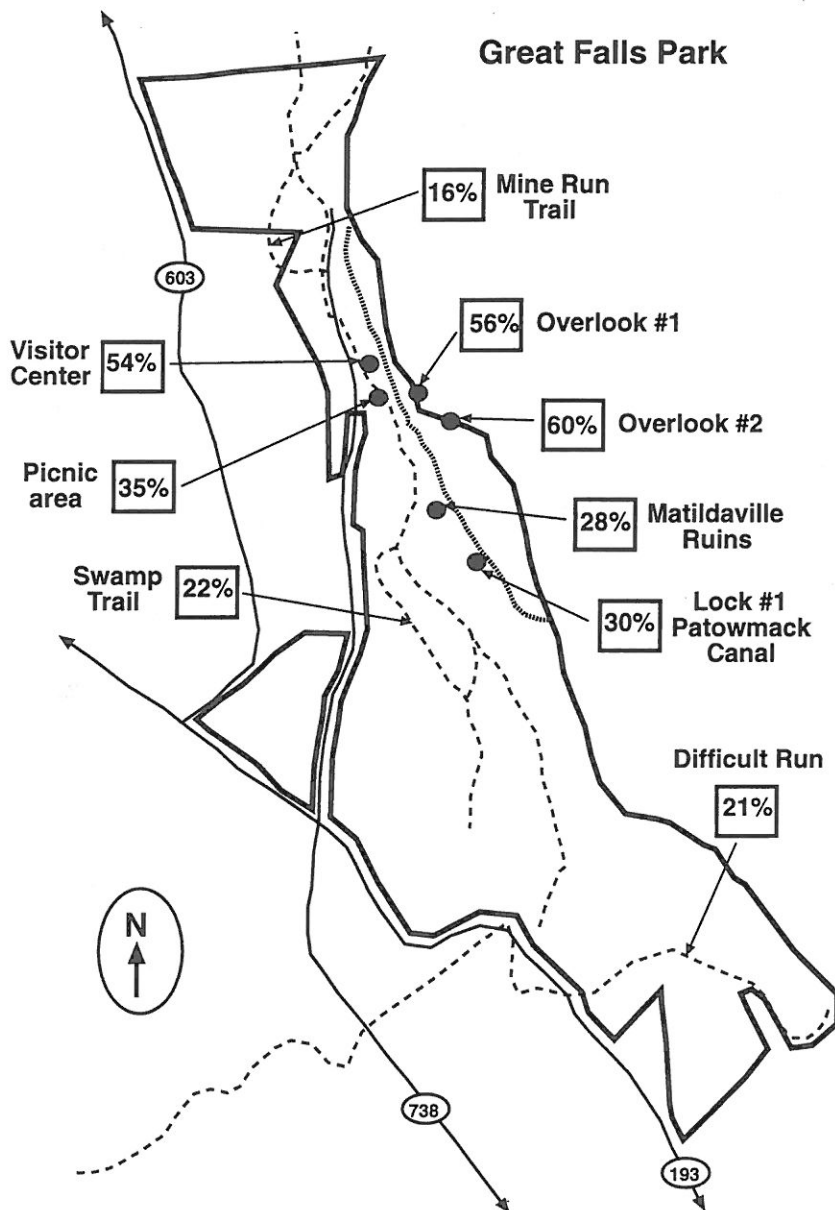 Great Falls Park
16%
Mine Run
Trail
603
56%
Overlook #1
Visitor
Center
54%
60%
Overlook #2
Picnic
area
35%
28%
Matildaville
Ruins
Swamp
Trail
22%
30%
Lock #1
Patowmack
Canal
Difficult Run
21%
N
738
193